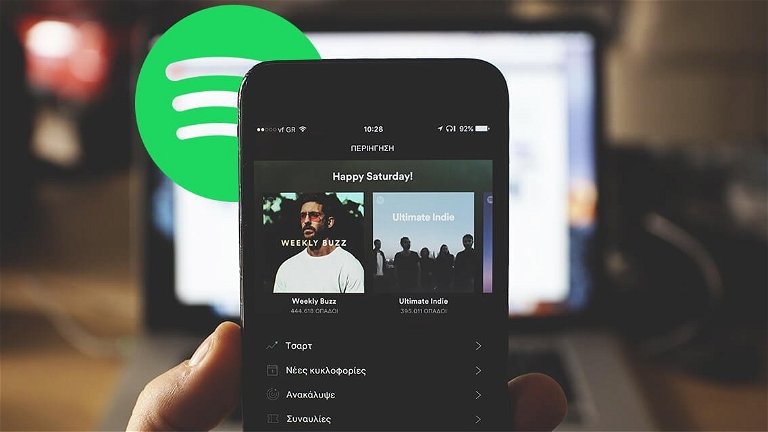 vf GR 10:28 92%
ΠΕΡΙΗΓΗΣΗ
Happy Saturday!
WEEKLY BUZZ
Ultimate Indie
Weekly Buzz
Ultimate Indie
444.618 ΟΠΑΔΟΙ
395.011 ΟΠΑΔΟΙ
Τσαρτ
Νέες κυκλοφορίες
Ανακάλυψε
Συναυλίες